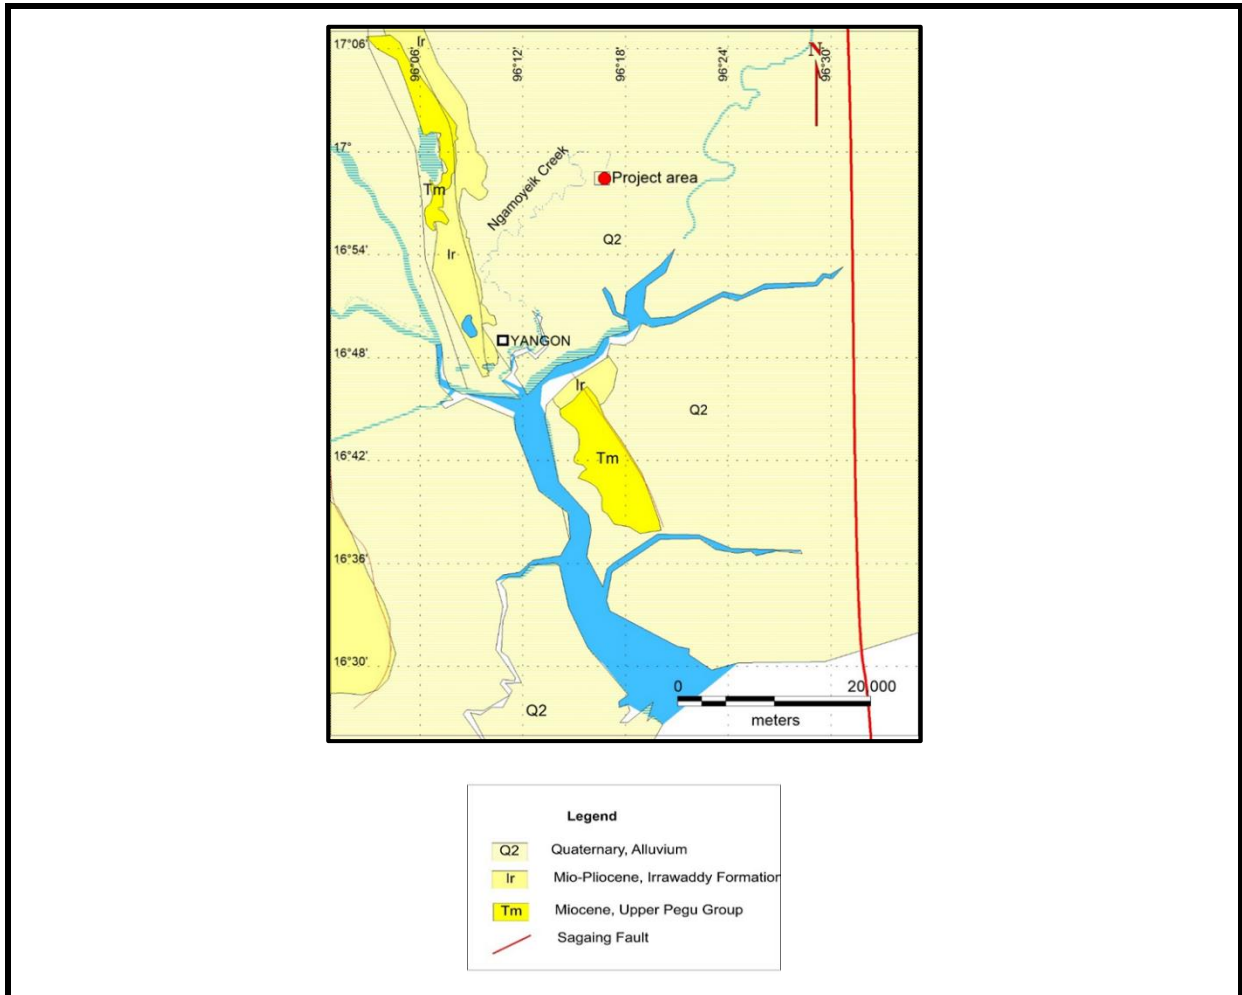 Ir
N
17°06'
96°06'
96°12'
96°18'
96°24'
96°30'
17°
Ngamoyeik Creek
Project area
Tm
Q2
16°54'
Ir
YANGON
16°48'
Ir
Q2
16°42'
Tm
16°36'
16°30'
0 20 000
meters
Q2
Legend
Q2 Quaternary, Alluvium
Ir Mio-Pliocene, Irrawaddy Formation
Tm Miocene, Upper Pegu Group
Sagaing Fault